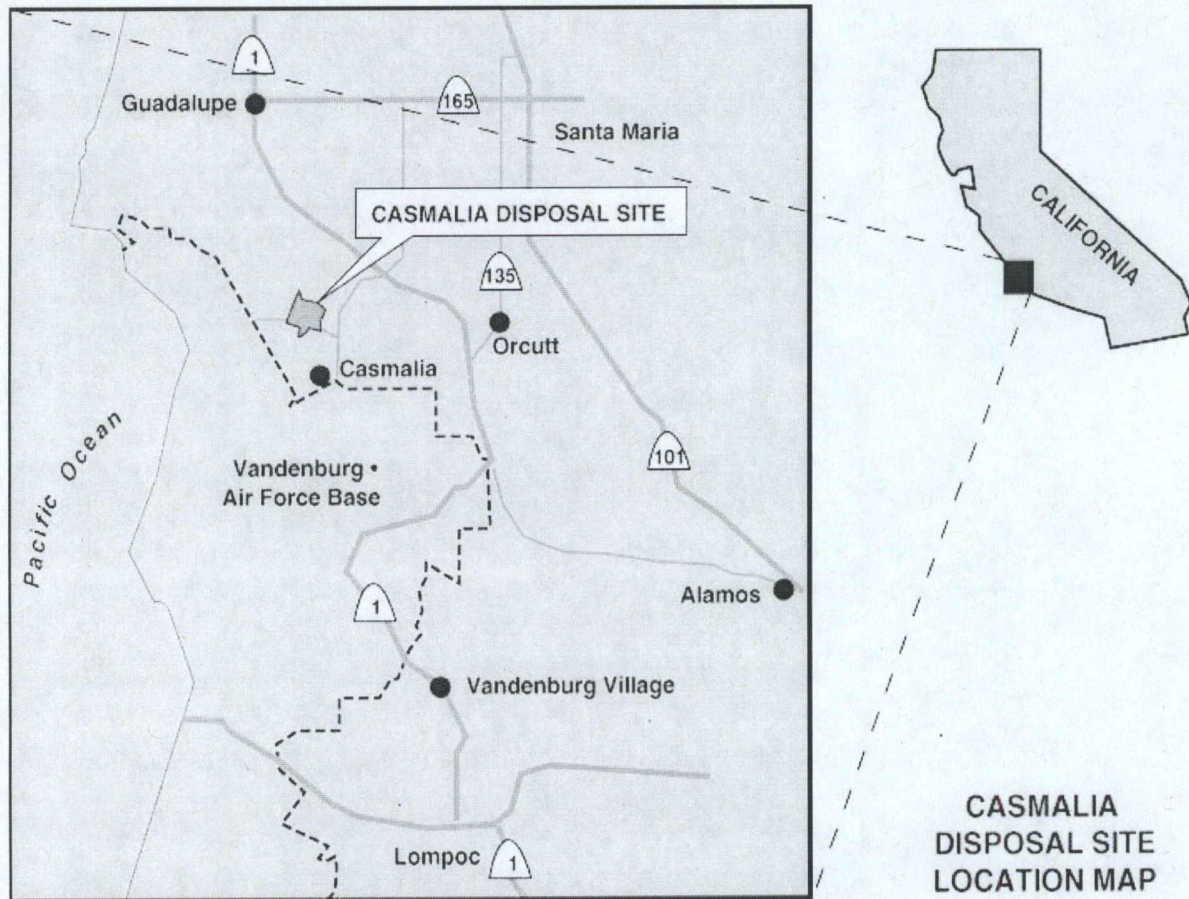 1
Guadalupe
165
Santa Maria
CASMALIA DISPOSAL SITE
135
Orcutt
Casmalia
Pacific Ocean
Vandenburg
Air Force Base
101
Alamos
1
Vandenburg Village
Lompoc
1
CALIFORNIA
CASMALIA
DISPOSAL SITE
LOCATION MAP